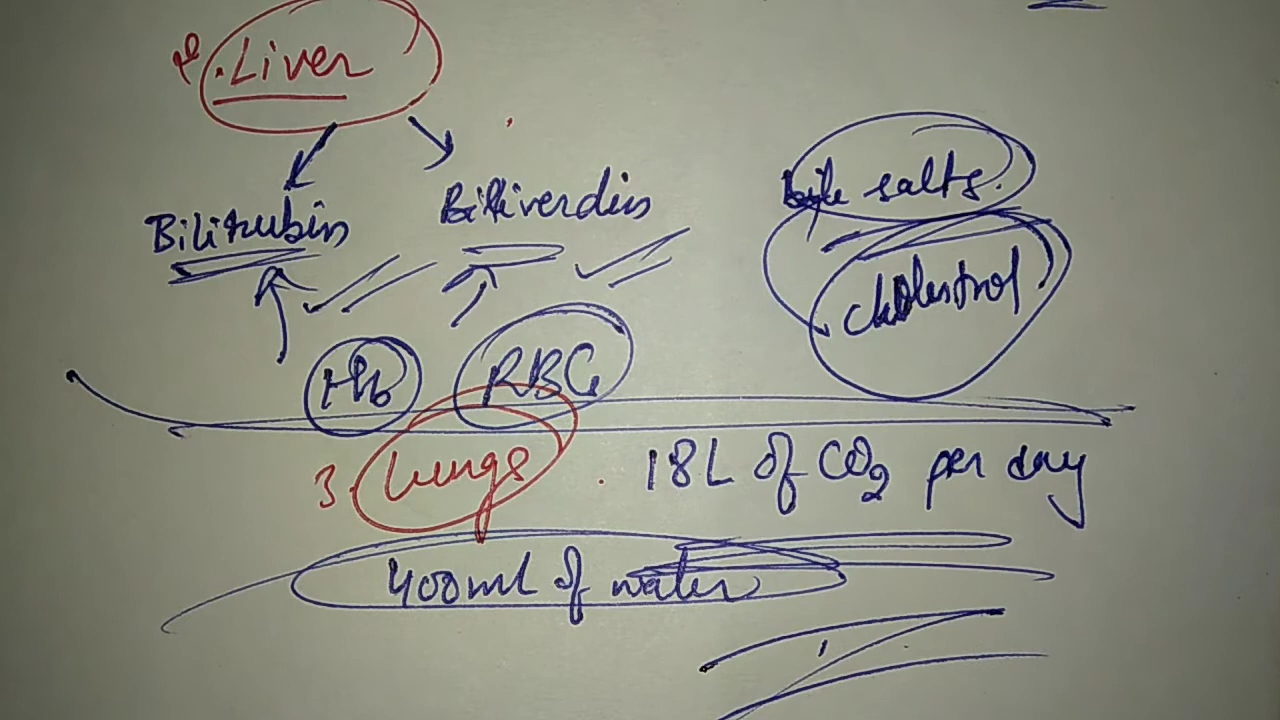 2. Liver
Bilirubin Biliverdin
bile salts.
cholestrol
Hb RBC
3. Lungs . 18L of CO2 per day
400ml of water